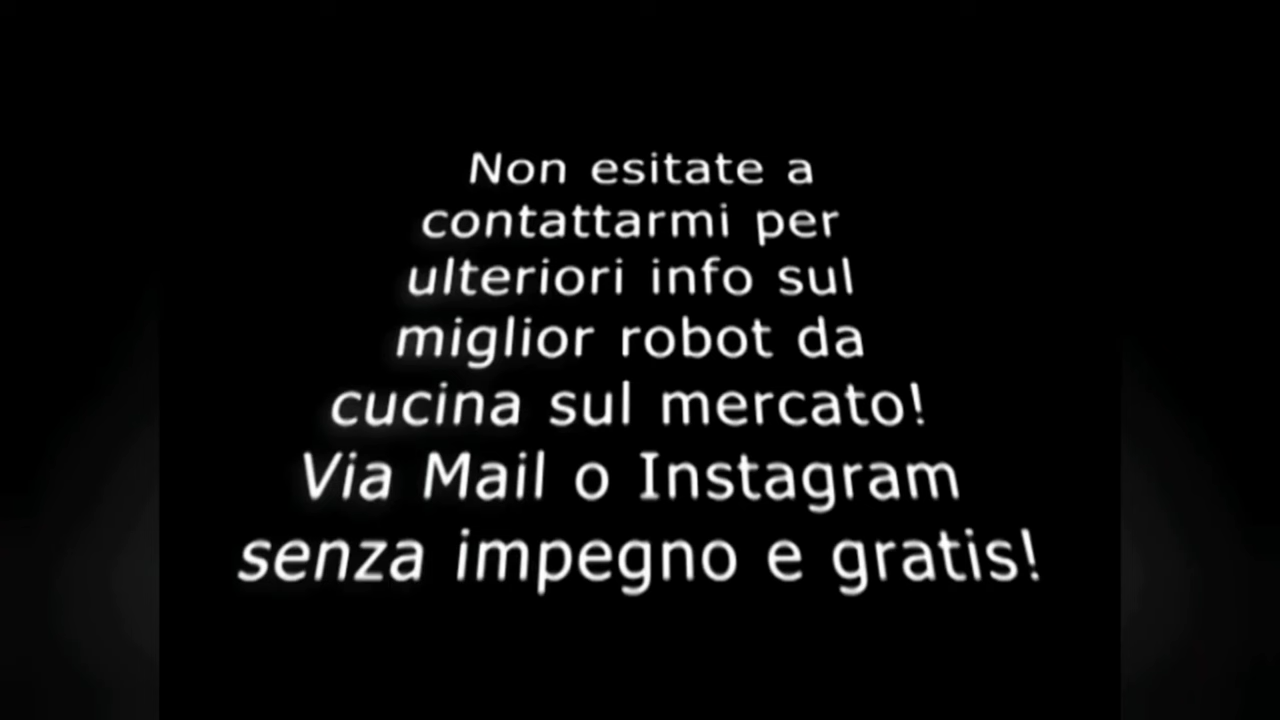 Non esitate a
contattarmi per
ulteriori info sul
miglior robot da
cucina sul mercato!
Via Mail o Instagram
senza impegno e gratis!